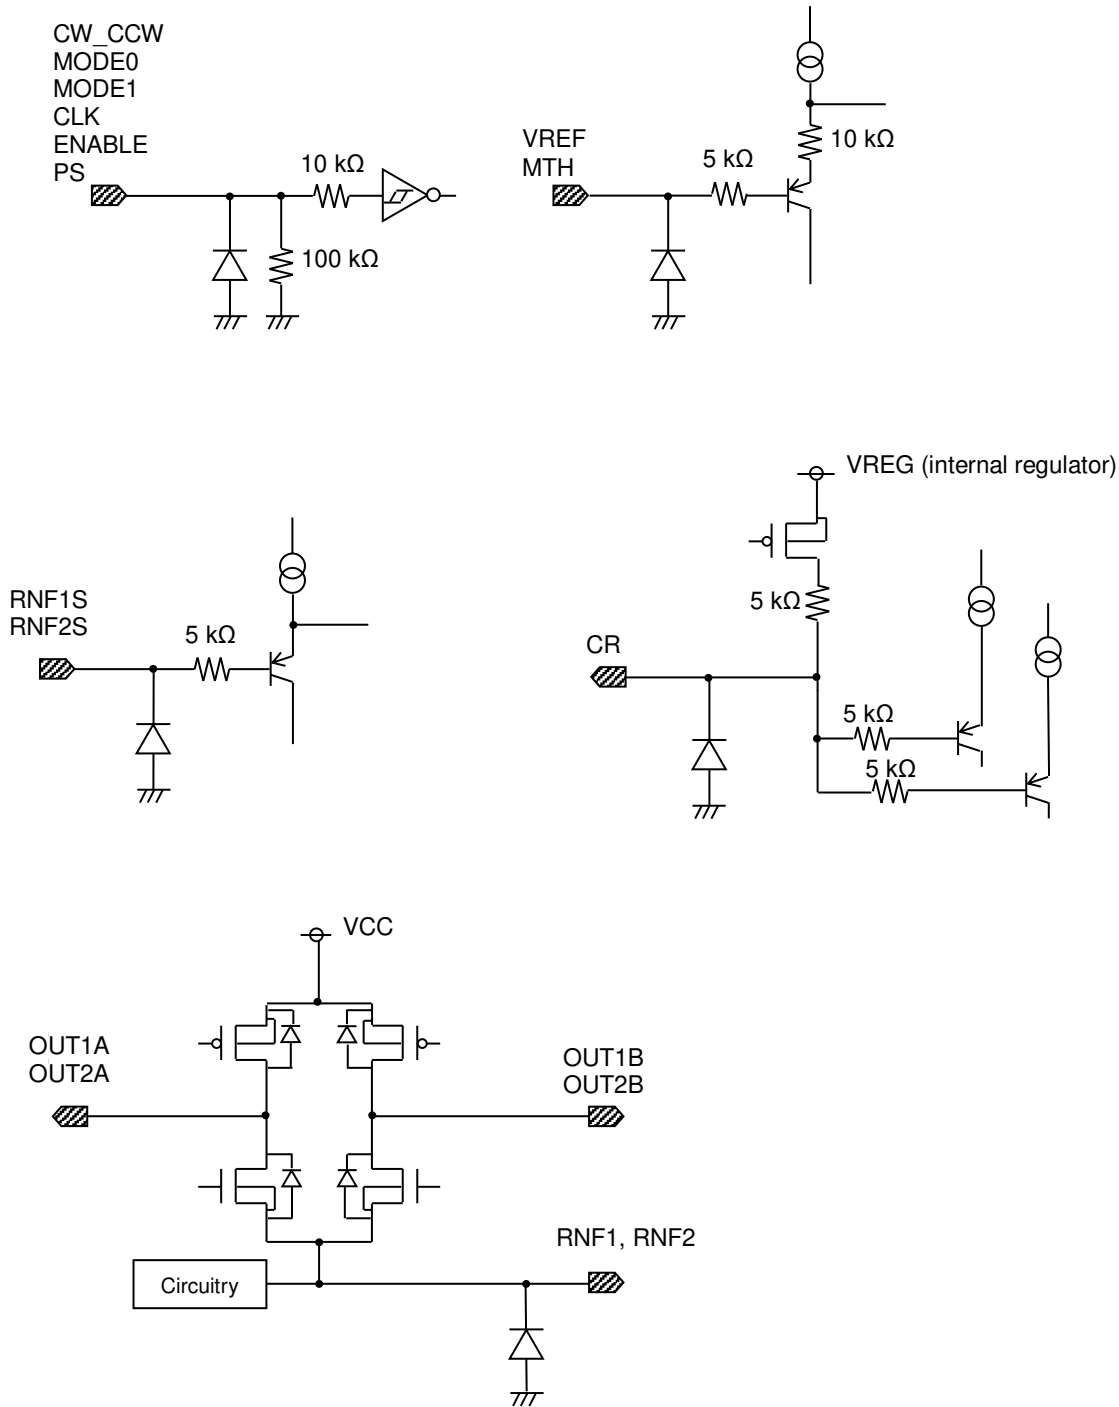 CW_CCW
MODE0
MODE1
CLK
ENABLE
PS
10 kΩ
100 kΩ
VREF
MTH
5 kΩ
10 kΩ
RNF1S
RNF2S
5 kΩ
VREG (internal regulator)
5 kΩ
CR
5 kΩ
5 kΩ
VCC
OUT1A
OUT2A
OUT1B
OUT2B
RNF1, RNF2
Circuitry